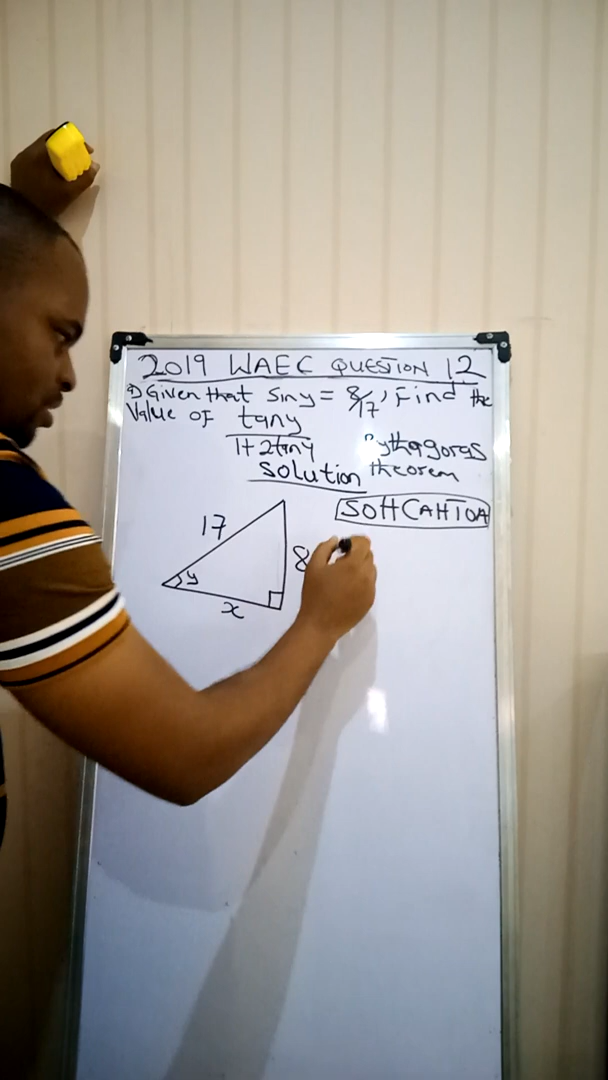 2019 WAEC QUESTION 12
a) Given that siny = 8/17, Find the
Value of tany
1+2tany
Pythagoras
theorem
solution
SOHCAHTOA
17
8
y
x